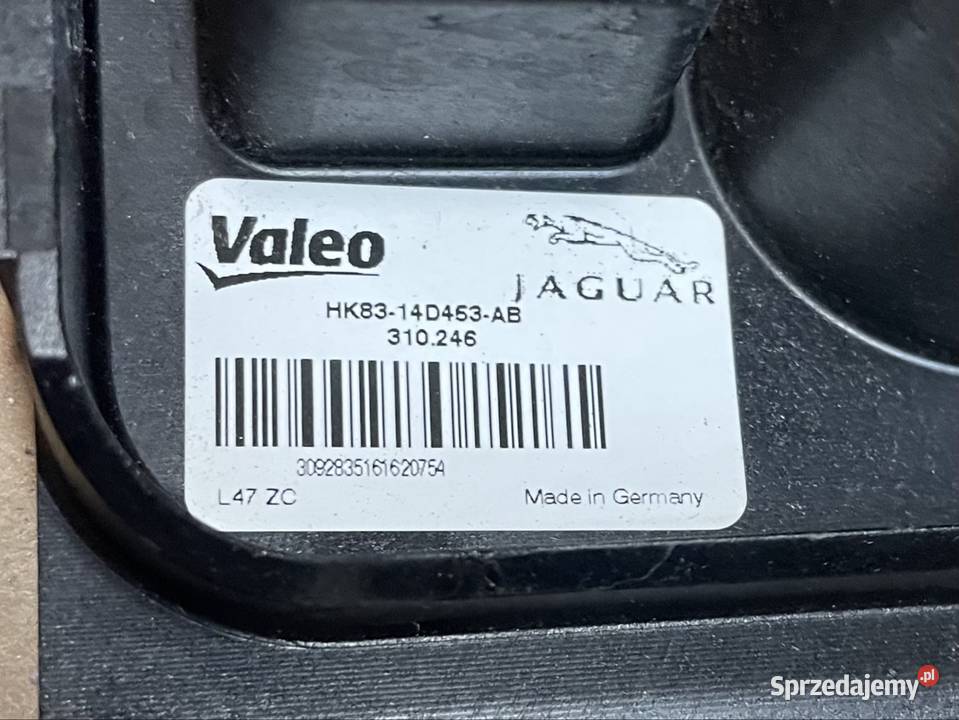 Valeo
JAGUAR
HK83-14D453-AB
310.246
3092835161620754
L47 ZC
Made in Germany
Sprzedajemy.pl